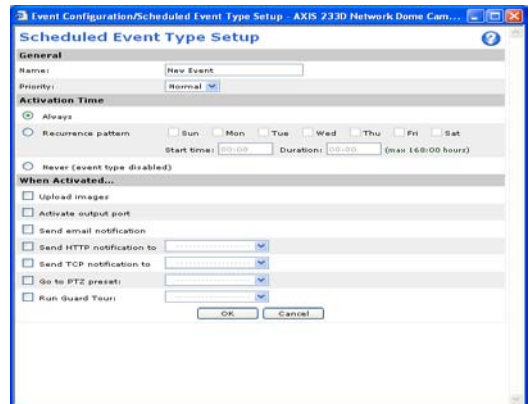 Event Configuration/Scheduled Event Type Setup - AXIS 233D Network Dome Cam...
Scheduled Event Type Setup
?
General
Name: New Event
Priority: Normal
Activation Time
Always
Recurrence pattern Sun Mon Tue Wed Thu Fri Sat
Start time: 00:00 Duration: 00:00 (max 168:00 hours)
Never (event type disabled)
When Activated...
Upload images
Activate output port
Send email notification
Send HTTP notification to
Send TCP notification to
Go to PTZ preset:
Run Guard Tour:
OK Cancel